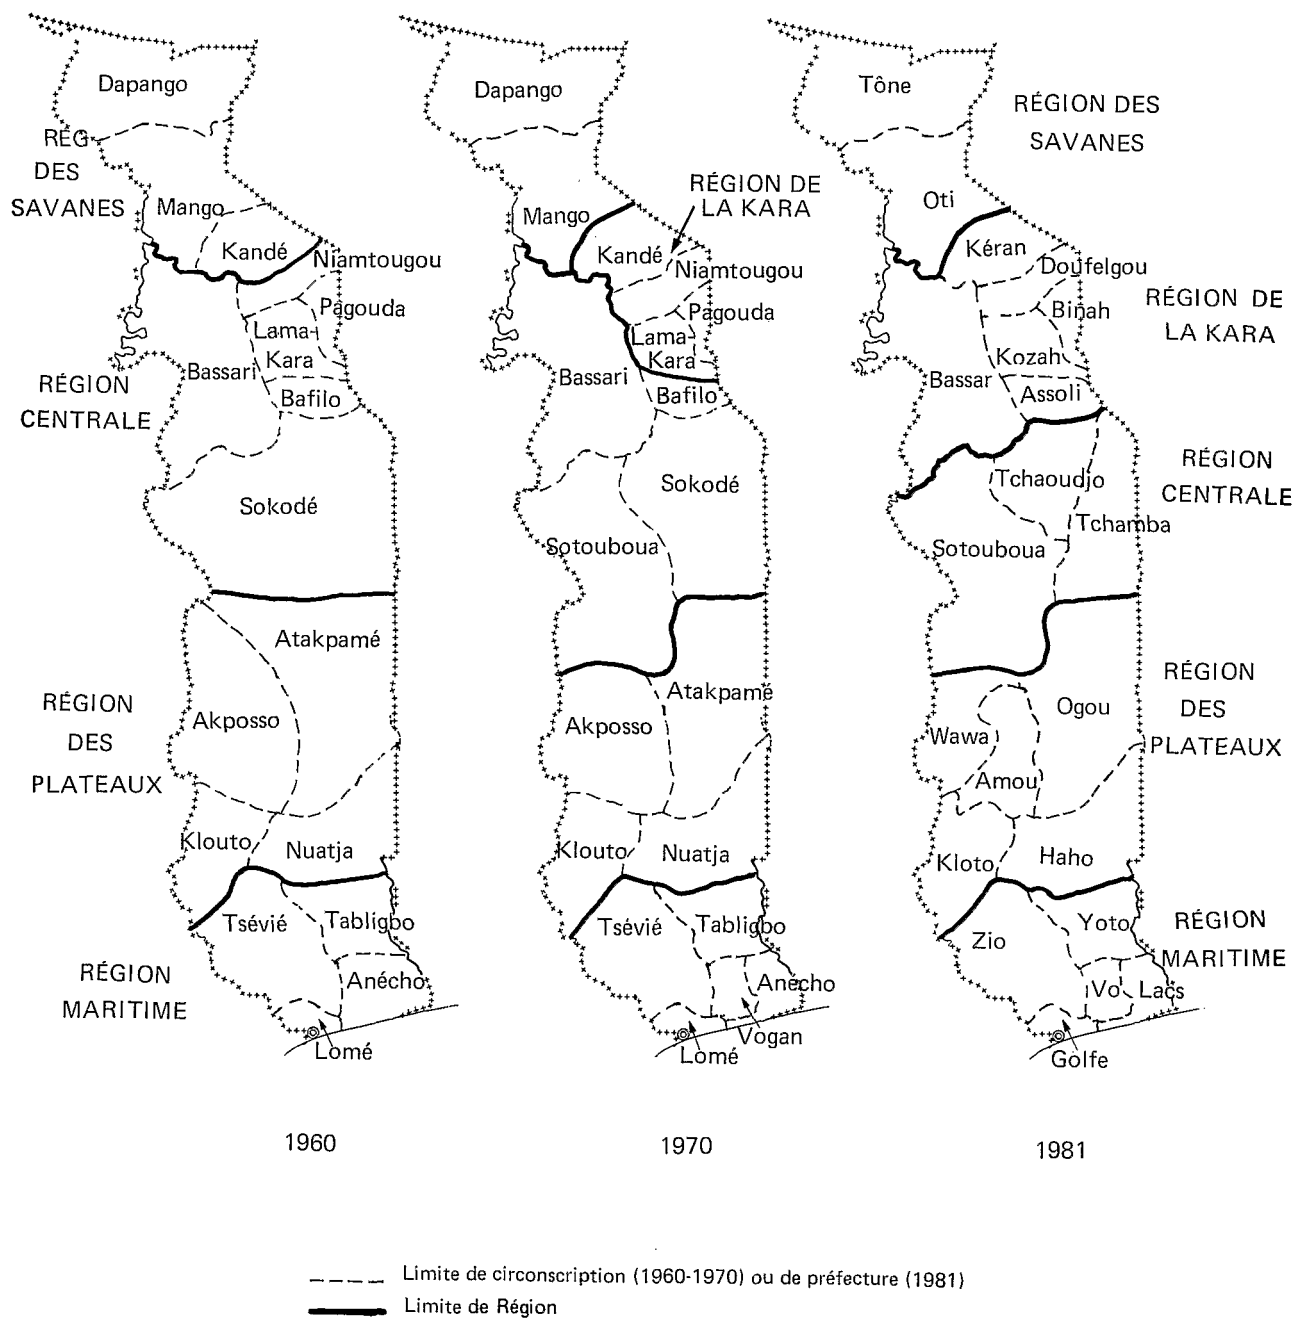 Dapango
RÉG
DES
SAVANES
Mango
Kandé
Niamtougou
Pagouda
Lama-
Kara
Bassari
Bafilo
RÉGION
CENTRALE
Sokodé
Atakpamé
RÉGION
DES
PLATEAUX
Akposso
Klouto
Nuatja
Tsévié
Tabligbo
Anécho
RÉGION
MARITIME
Lomé
1960
Dapango
RÉGION DE
LA KARA
Mango
Kandé
Niamtougou
Pagouda
Lama-
Kara
Bassari
Bafilo
Sokodé
Sotouboua
Atakpamé
Akposso
Klouto
Nuatja
Tsévié
Tabligbo
Anécho
Vogan
Lomé
1970
Tône
RÉGION DES
SAVANES
Oti
Kéran
Doufelgou
Binah
RÉGION DE
LA KARA
Kozah
Bassar
Assoli
RÉGION
CENTRALE
Tchaoudjo
Tchamba
Sotouboua
RÉGION
DES
PLATEAUX
Ogou
Wawa
Amou
Kloto
Haho
Zio
Yoto
RÉGION
MARITIME
Vo
Lacs
Golfe
1981
Limite de circonscription (1960-1970) ou de préfecture (1981)
Limite de Région